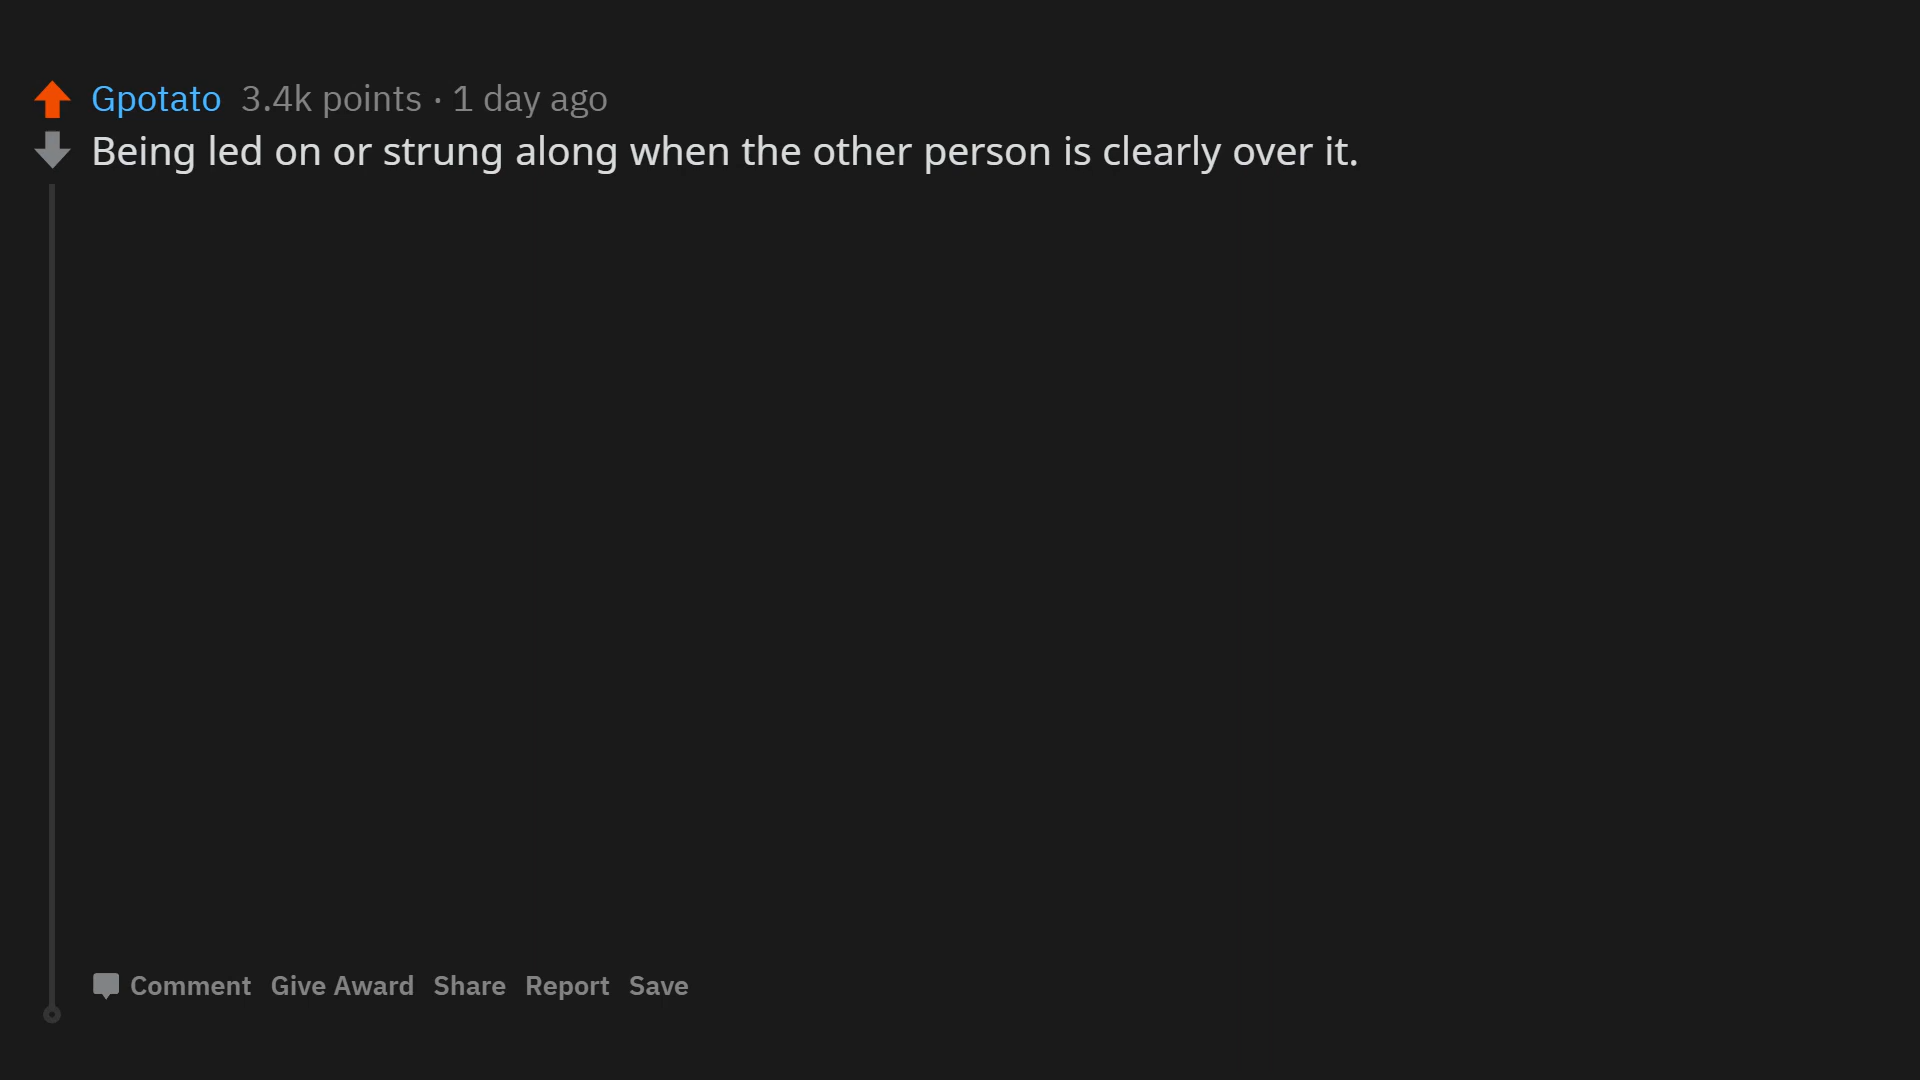 Gpotato 3.4k points · 1 day ago
Being led on or strung along when the other person is clearly over it.
Comment Give Award Share Report Save